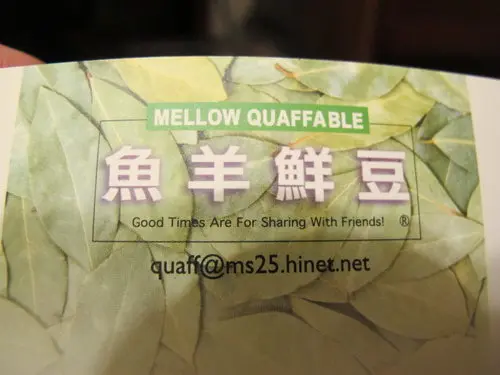 MELLOW QUAFFABLE
魚羊鮮豆
Good Times Are For Sharing With Friends! ®
quaff@ms25.hinet.net